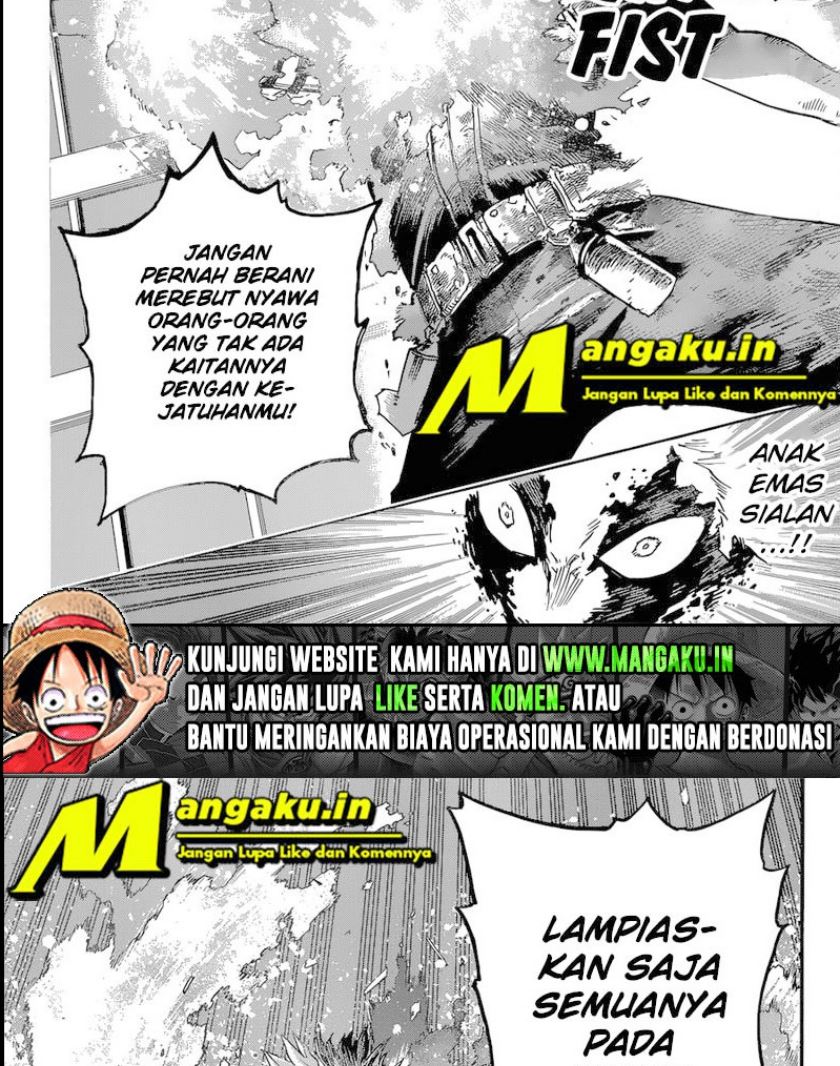 FIST
JANGAN
PERNAH BERANI
MEREBUT NYAWA
ORANG-ORANG
YANG TAK ADA
KAITANNYA
DENGAN KE-
JATUHANMU!
Mangaku.in
Jangan Lupa Like dan Komennya
ANAK
EMAS
SIALAN
...!!
KUNJUNGI WEBSITE KAMI HANYA DI WWW.MANGAKU.IN
DAN JANGAN LUPA LIKE SERTA KOMEN. ATAU
BANTU MERINGANKAN BIAYA OPERASIONAL KAMI DENGAN BERDONASI
Mangaku.in
Jangan Lupa Like dan Komennya
LAMPIAS-
KAN SAJA
SEMUANYA
PADA